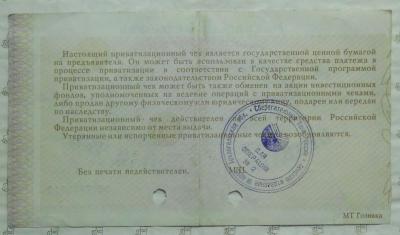 Настоящий приватизационный чек является государственной ценной бумагой
на предъявителя. Он может быть использован в качестве средства платежа в
процессе приватизации в соответствии с Государственной программой
приватизации, а также законодательством Российской Федерации.
Приватизационный чек может быть также обменен на акции инвестиционных
фондов, уполномоченных на ведение операций с приватизационными чеками,
либо продан другому физическому или юридическому лицу, подарен или передан
по наследству.
Приватизационный чек действителен на всей территории Российской
Федерации независимо от места выдачи.
Утерянные или испорченные приватизационные чеки не возобновляются.
Без печати недействителен.
М.П.
МТ Гознака